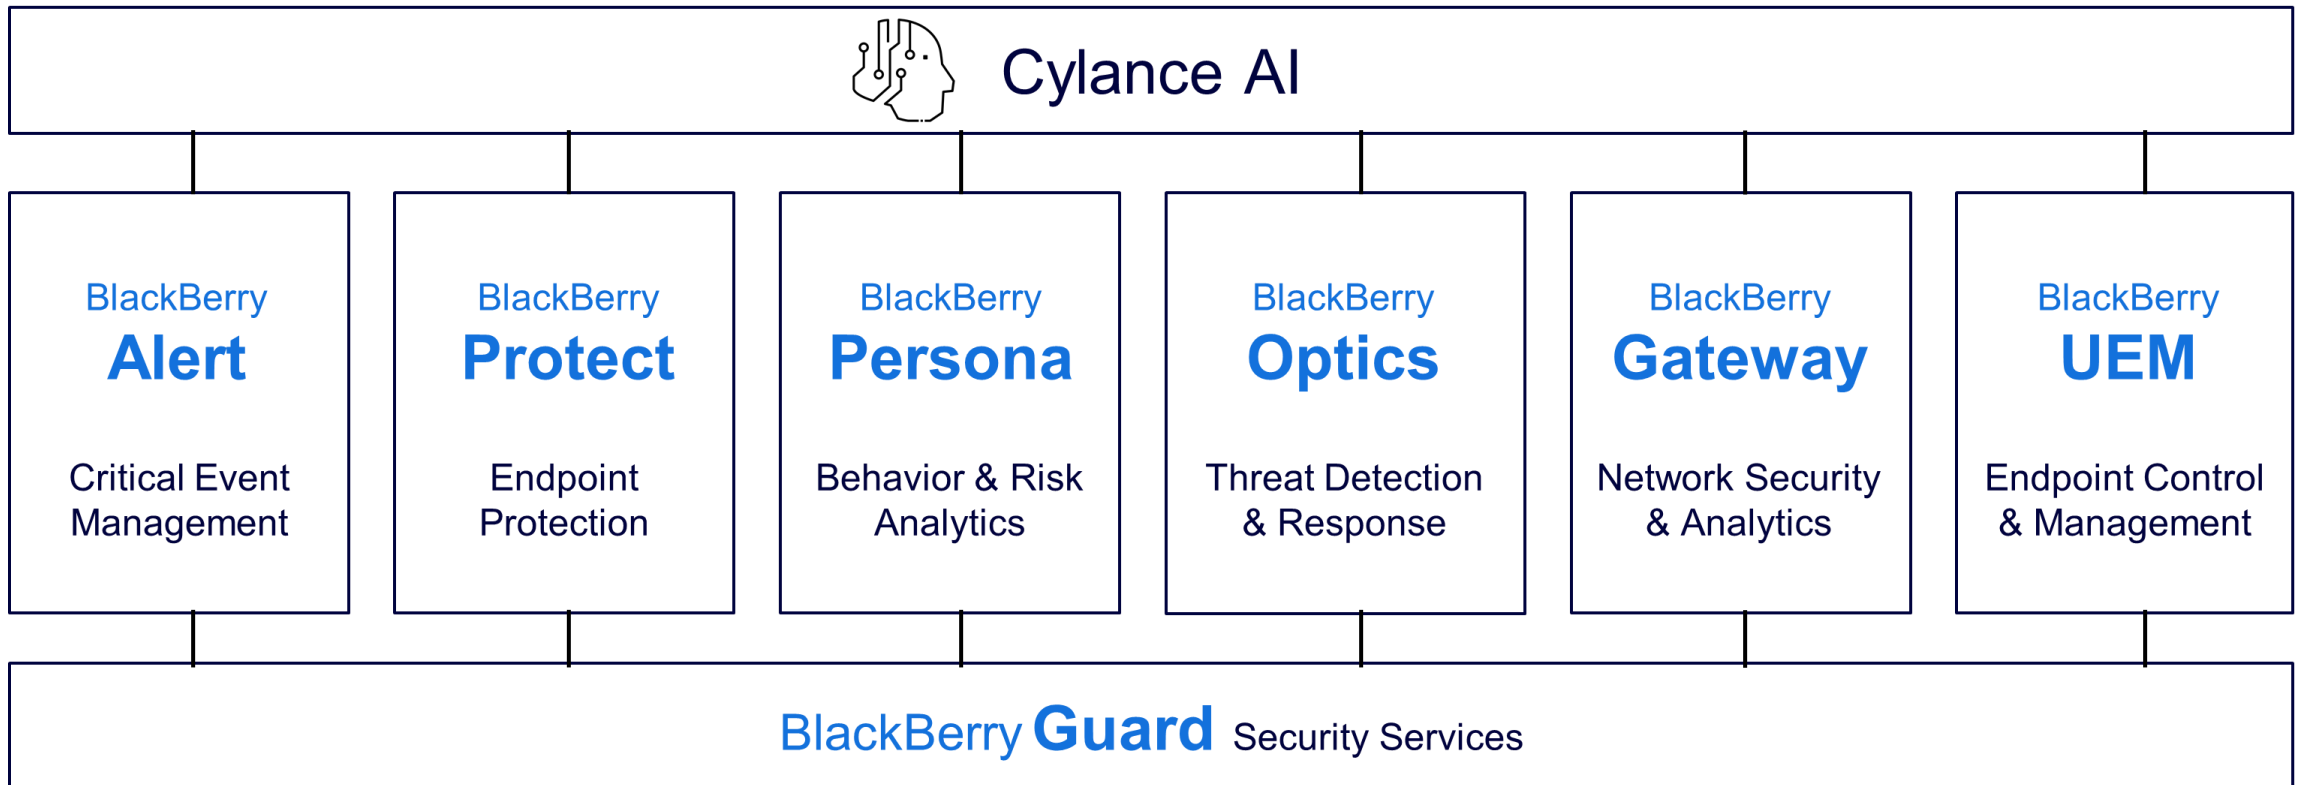 Cylance AI
BlackBerry
Alert
Critical Event
Management
BlackBerry
Protect
Endpoint
Protection
BlackBerry
Persona
Behavior & Risk
Analytics
BlackBerry
Optics
Threat Detection
& Response
BlackBerry
Gateway
Network Security
& Analytics
BlackBerry
UEM
Endpoint Control
& Management
BlackBerry Guard Security Services